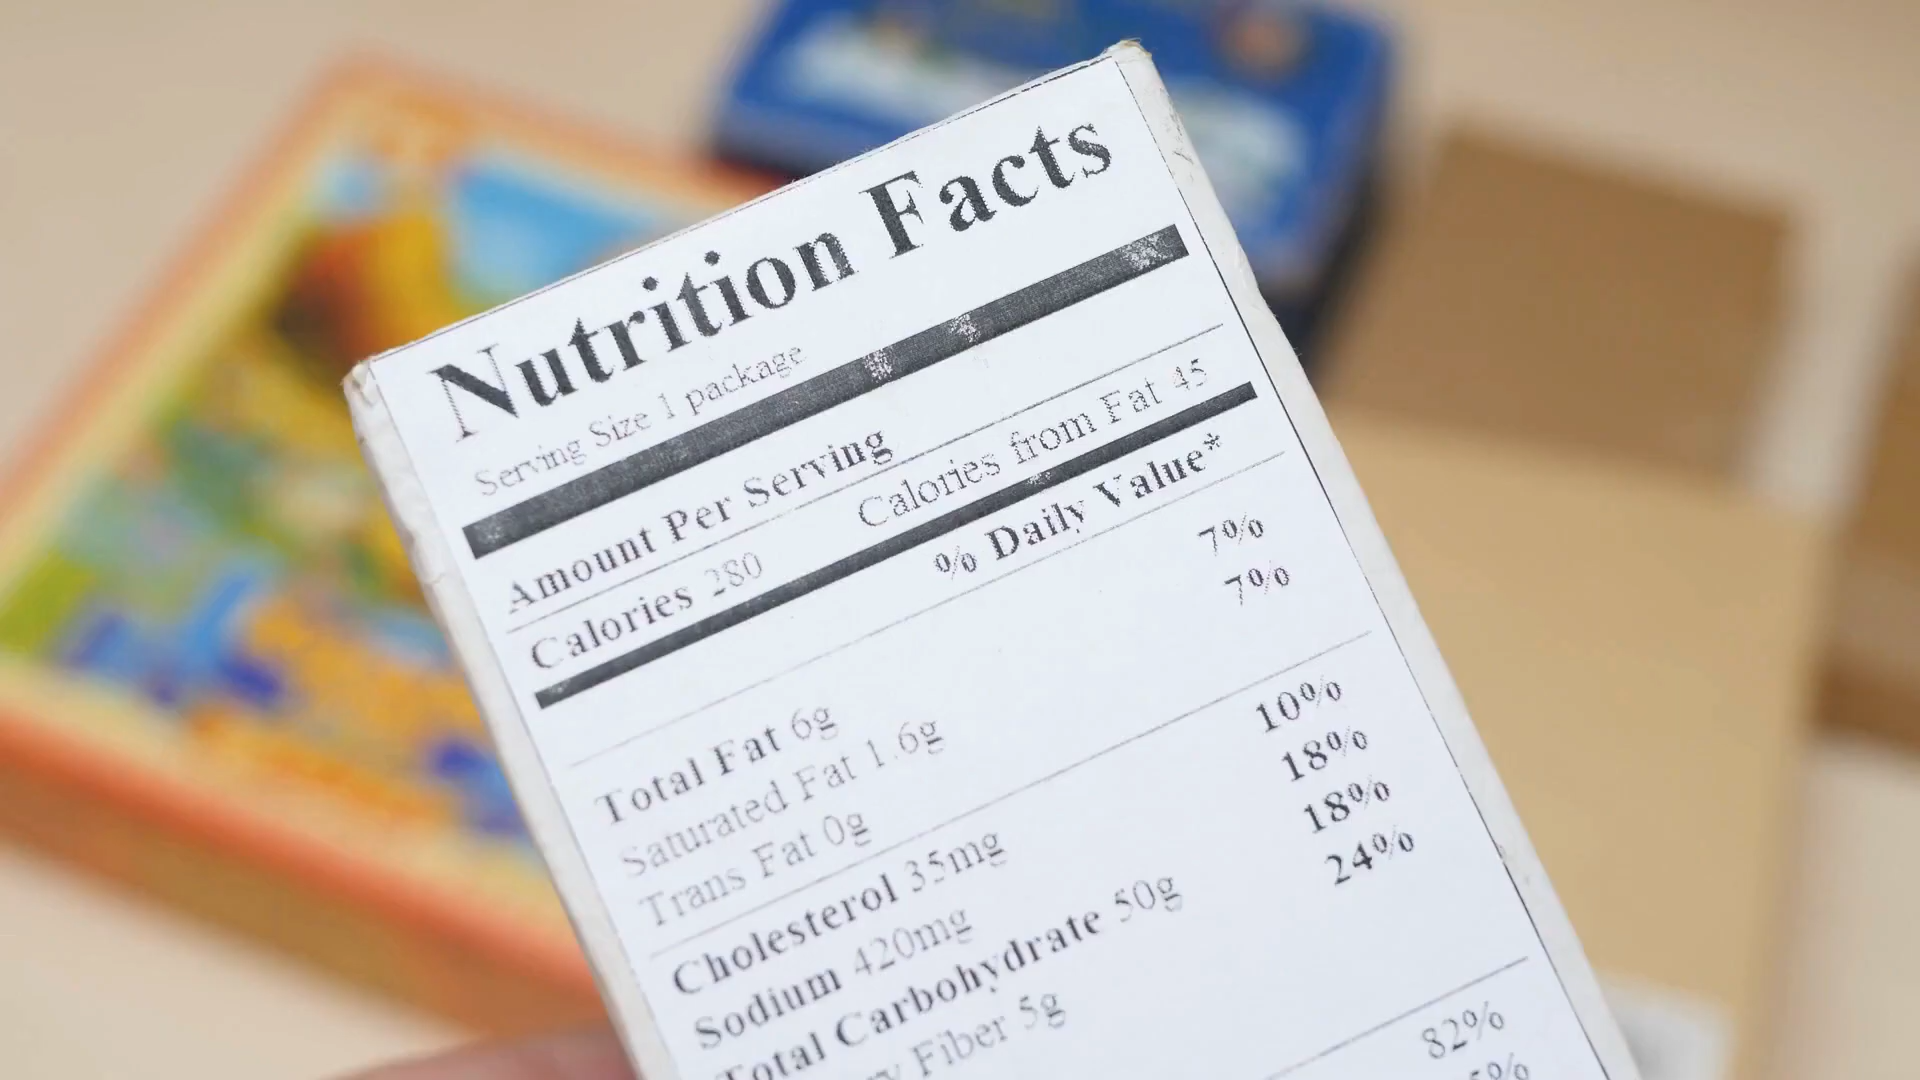 Nutrition Facts
Serving Size 1 package
Amount Per Serving
Calories 280 Calories from Fat 45
% Daily Value*
Total Fat 6g 7%
Saturated Fat 1.6g 7%
Trans Fat 0g
Cholesterol 35mg 10%
Sodium 420mg 18%
Total Carbohydrate 50g 18%
Fiber 5g 24%
82%